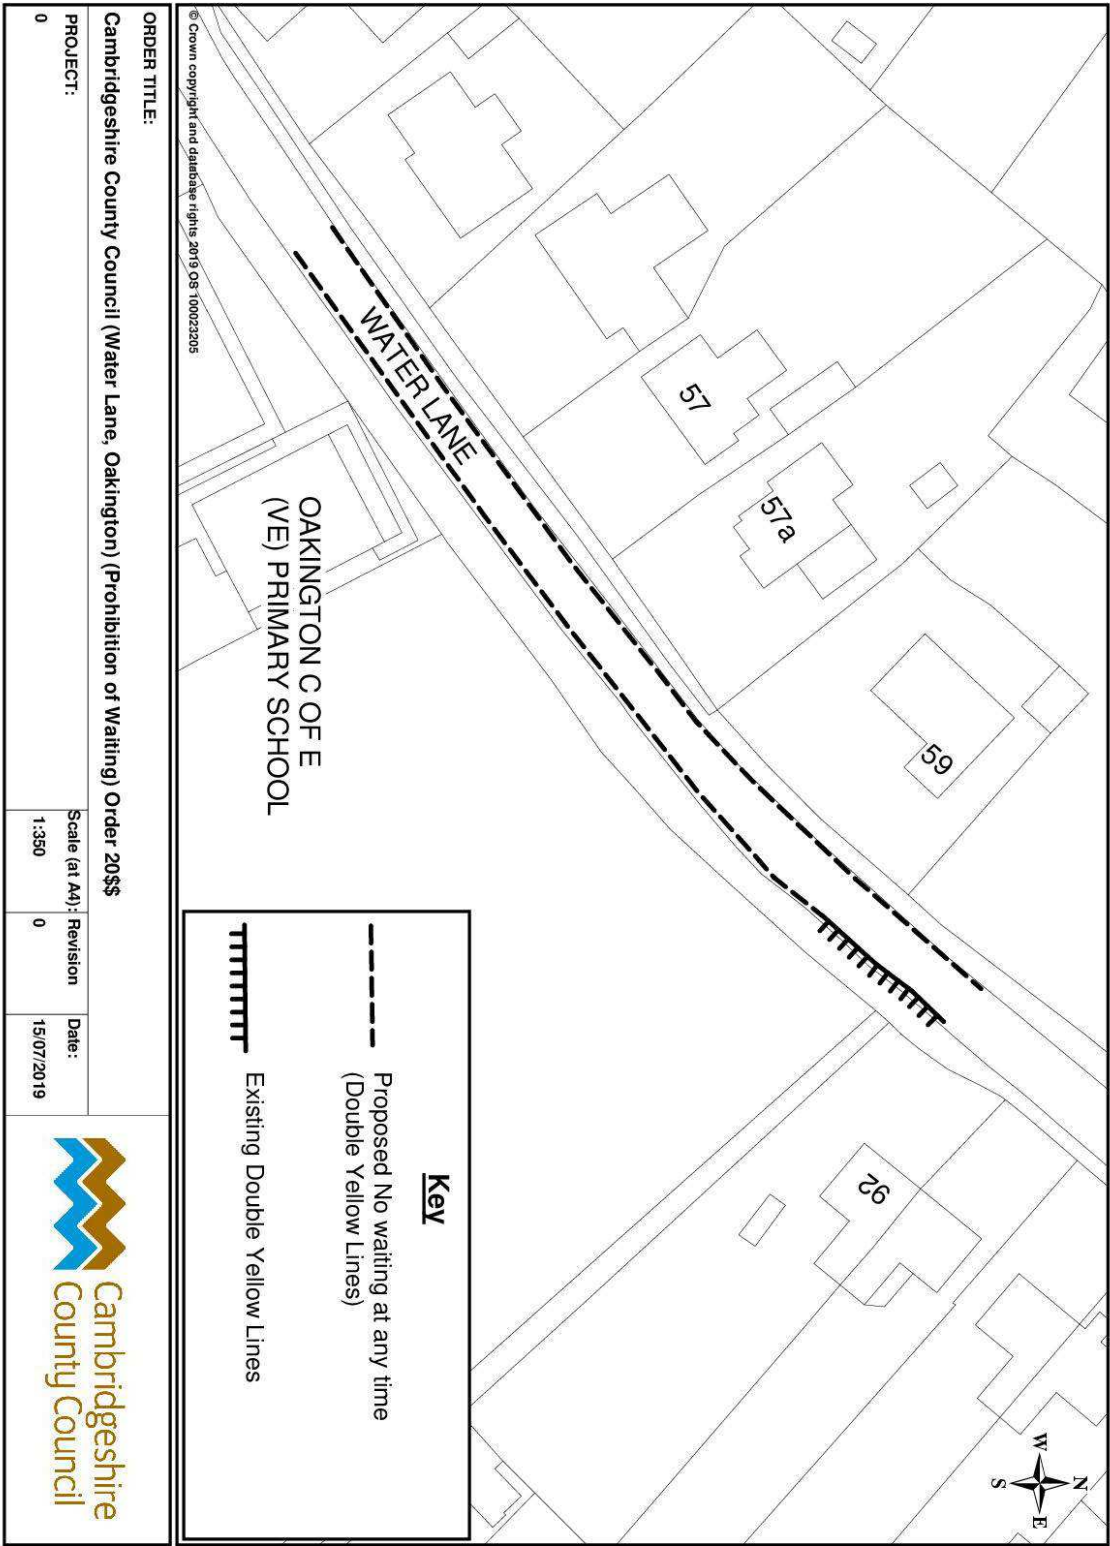 W
N
E
S
59
57a
57
92
WATER LANE
OAKINGTON C OF E
(VE) PRIMARY SCHOOL
Key
Proposed No waiting at any time
(Double Yellow Lines)
Existing Double Yellow Lines
© Crown copyright and database rights 2019 OS 100023205
ORDER TITLE:
Cambridgeshire County Council (Water Lane, Oakington) (Prohibition of Waiting) Order 20$$
PROJECT:
0
Scale (at A4):
1:350
Revision
0
Date:
15/07/2019
Cambridgeshire
County Council